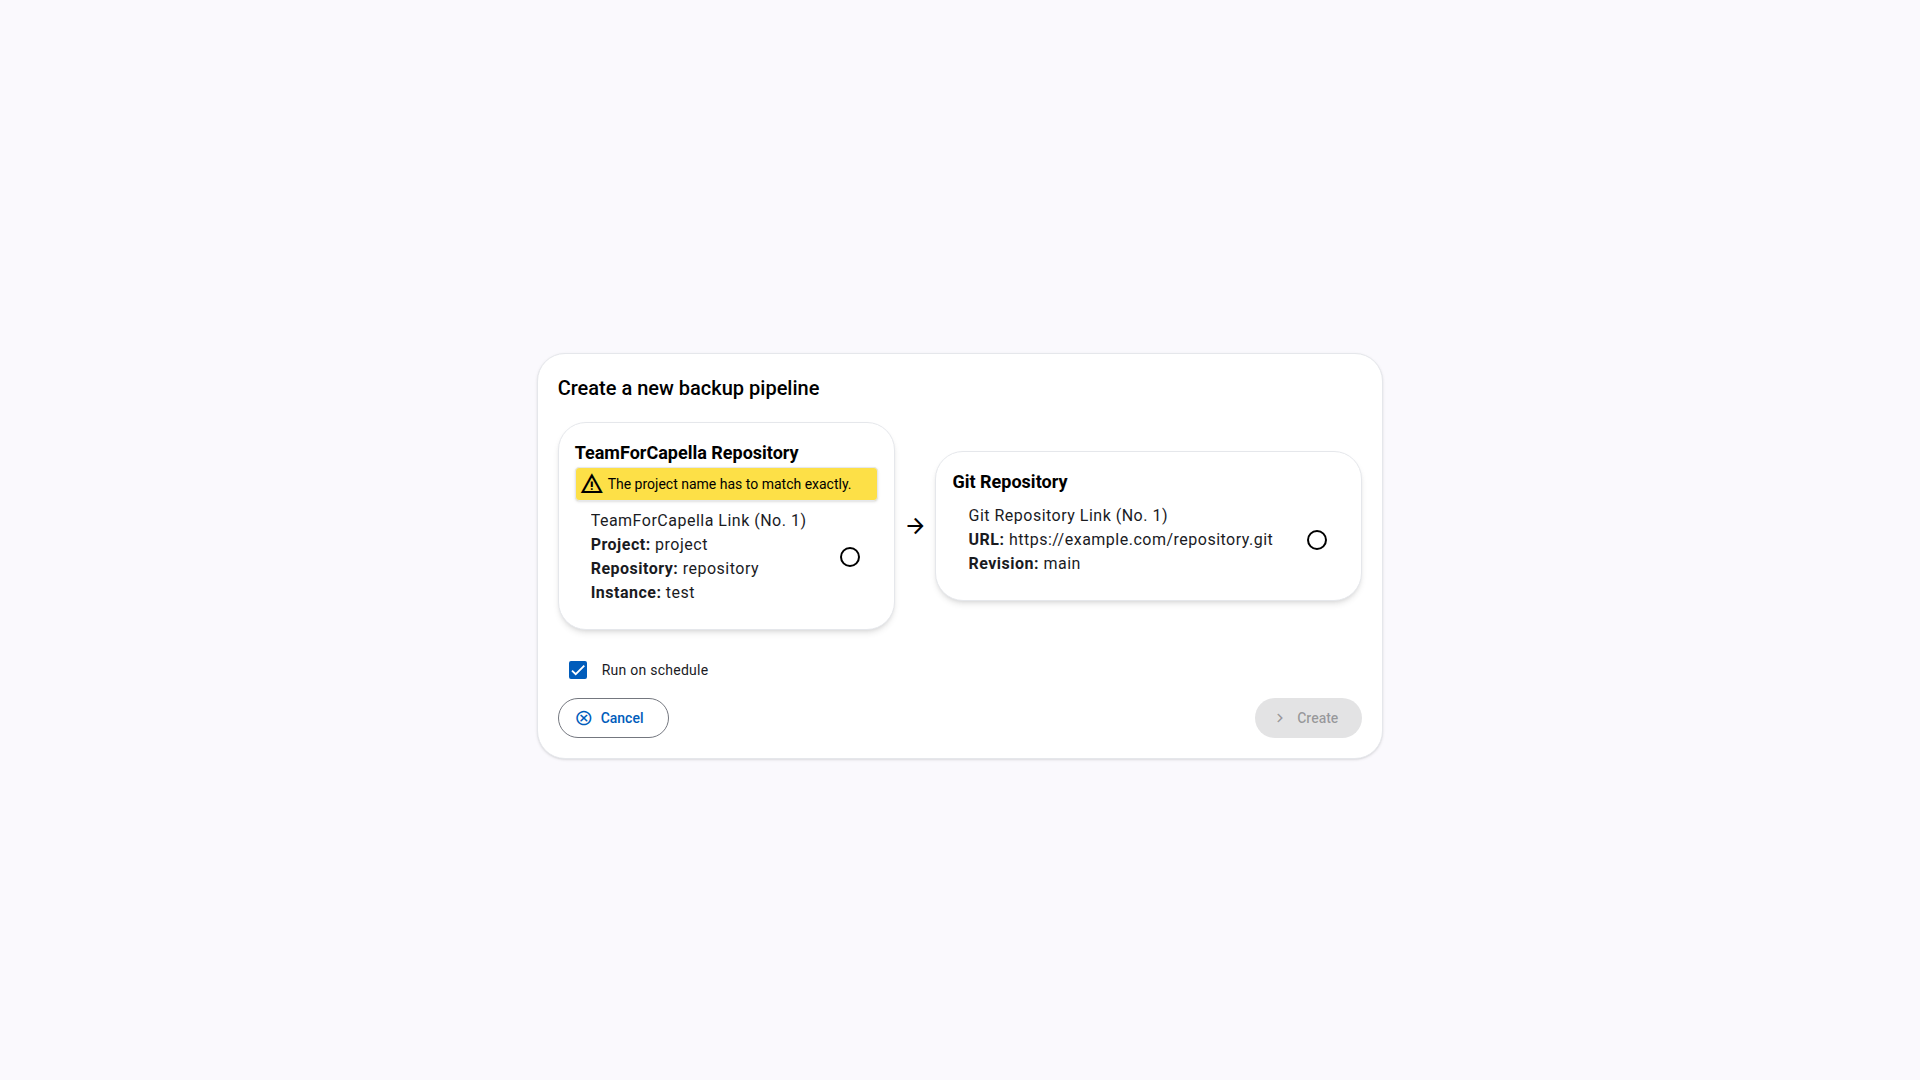 Create a new backup pipeline
TeamForCapella Repository
The project name has to match exactly.
TeamForCapella Link (No. 1)
Project: project
Repository: repository
Instance: test
Git Repository
Git Repository Link (No. 1)
URL: https://example.com/repository.git
Revision: main
Run on schedule
Cancel
Create